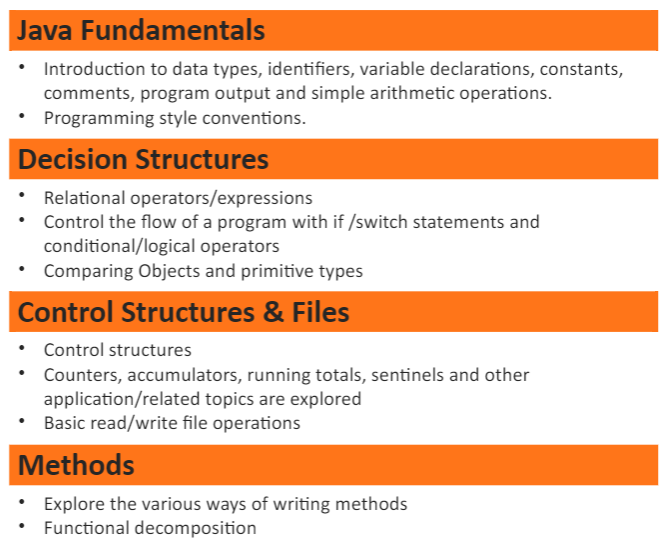 Java Fundamentals
• Introduction to data types, identifiers, variable declarations, constants,
comments, program output and simple arithmetic operations.
• Programming style conventions.
Decision Structures
• Relational operators/expressions
• Control the flow of a program with if /switch statements and
conditional/logical operators
• Comparing Objects and primitive types
Control Structures & Files
• Control structures
• Counters, accumulators, running totals, sentinels and other
application/related topics are explored
• Basic read/write file operations
Methods
• Explore the various ways of writing methods
• Functional decomposition